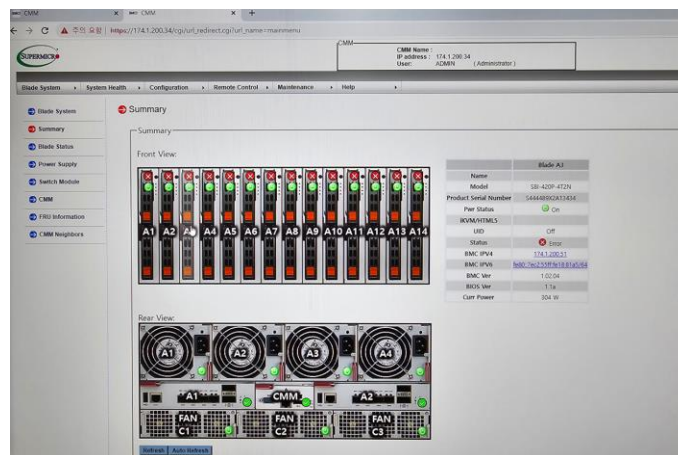 CMM
CMM
주의 요함
https://174.1.200.34/cgi/url_redirect.cgi?url_name=mainmenu
SUPERMICR
CMM
CMM Name :
IP address : 174.1.200.34
User: ADMIN (Administrator)
Blade System
System Health
Configuration
Remote Control
Maintenance
Help
Blade System
Summary
Blade Status
Power Supply
Switch Module
CMM
FRU Information
CMM Neighbors
Summary
Summary
Front View:
A1 A2 A4 A5 A6 A7 A8 A9 A10 A11 A12 A13 A14
Blade A3
Name
Model SBI-420P-4T2N
Product Serial Number
Pwr Status On
iKVM/HTML5
UID Off
Status Error
BMC IPV4 174.1.200.51
BMC IPV6
BMC Ver 1.02.04
BIOS Ver 1.1a
Curr Power 304 W
Rear View:
A1 A2 A3 A4
A1 CMM A2
FAN FAN FAN
C1 C2 C3
Refresh Auto Refresh